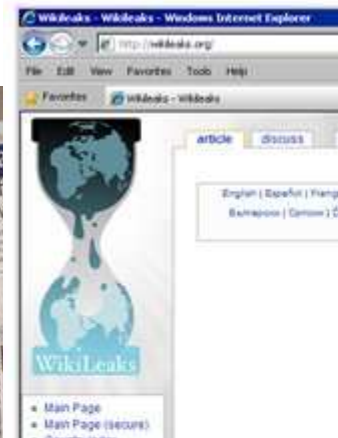 Wikileaks - Wikileaks - Windows Internet Explorer
http://wikileaks.org/
File Edit View Favorites Tools Help
Favorites Wikileaks - Wikileaks
article discuss
English | Español |
WikiLeaks
Main Page
Main Page (secure)